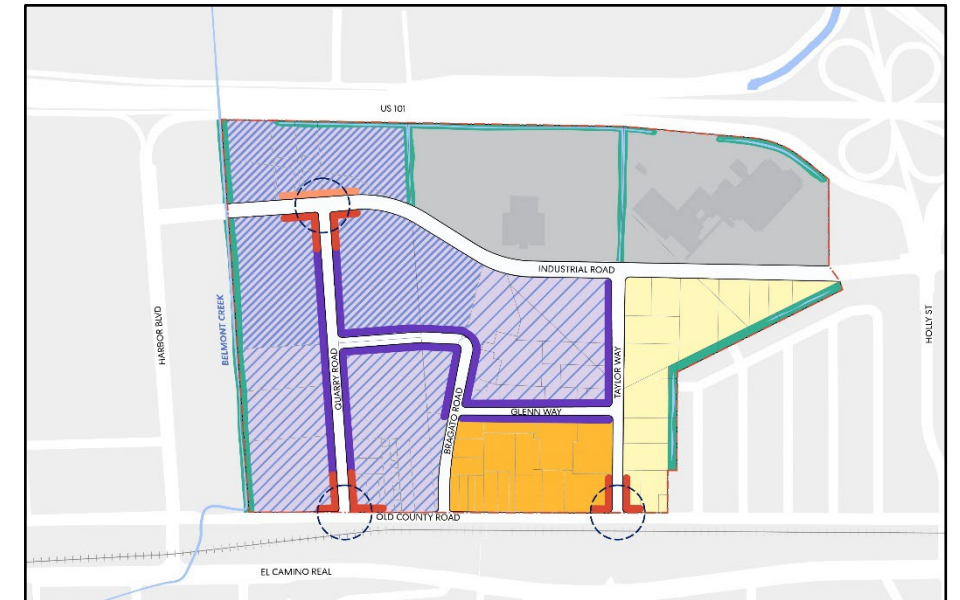 US 101
INDUSTRIAL ROAD
HARBOR BLVD
BELMONT CREEK
HOLLY ST
QUARRY ROAD
TAYLOR WAY
BRAGATO ROAD
GLENN WAY
OLD COUNTY ROAD
EL CAMINO REAL